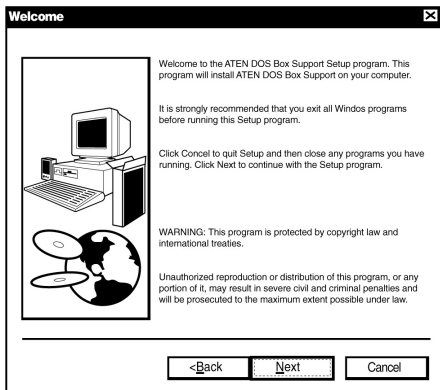 Welcome
Welcome to the ATEN DOS Box Support Setup program. This
program will install ATEN DOS Box Support on your computer.
It is strongly recommended that you exit all Windos programs
before running this Setup program.
Click Concel to quit Setup and then close any programs you have
running. Click Next to continue with the Setup program.
WARNING: This program is protected by copyright law and
international treaties.
Unauthorized reproduction or distribution of this program, or any
portion of it, may result in severe civil and criminal penalties and
will be prosecuted to the maximum extent possible under law.
<Back Next Cancel